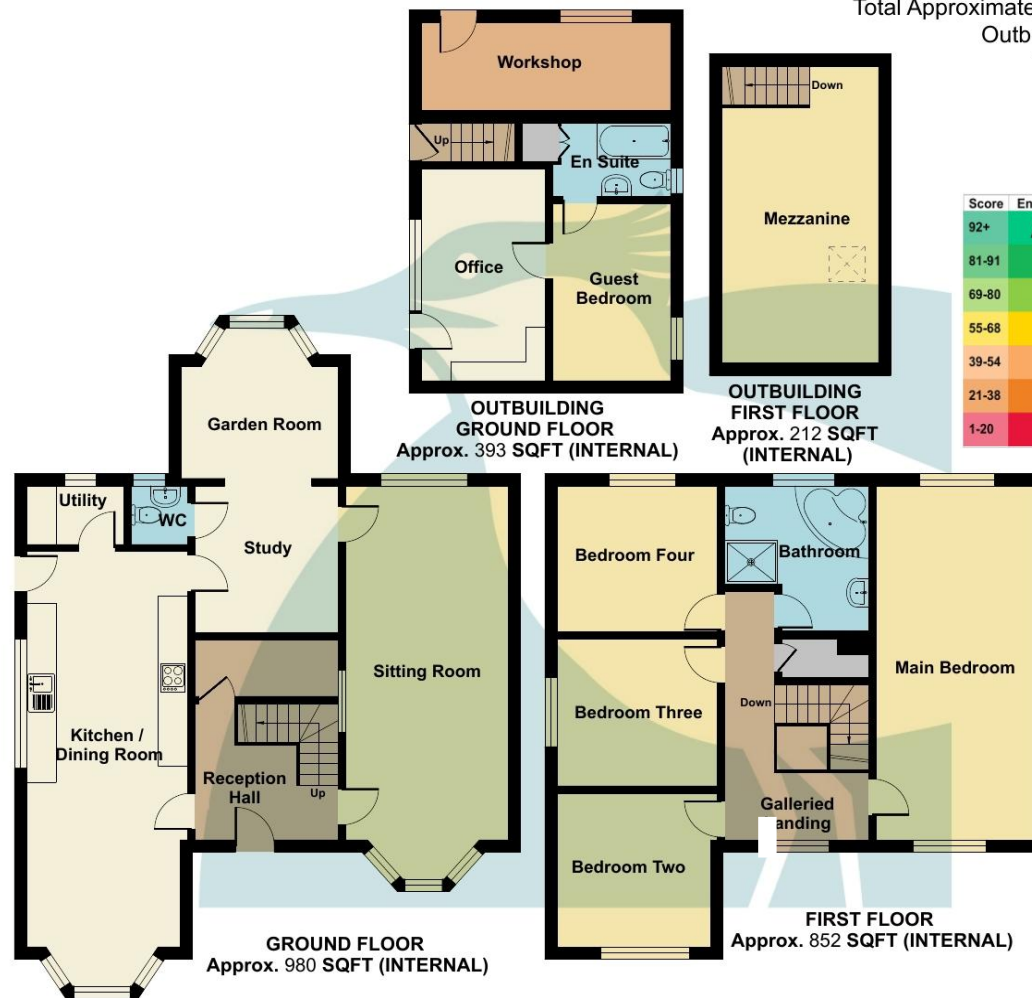 Total Approximate
Outb
Workshop
Up
En Suite
Office
Guest
Bedroom
OUTBUILDING
GROUND FLOOR
Approx. 393 SQFT (INTERNAL)
Down
Mezzanine
OUTBUILDING
FIRST FLOOR
Approx. 212 SQFT
(INTERNAL)
Score En
92+
81-91
69-80
55-68
39-54
21-38
1-20
Garden Room
Utility
WC
Study
Sitting Room
Kitchen /
Dining Room
Reception
Hall
Up
GROUND FLOOR
Approx. 980 SQFT (INTERNAL)
Bedroom Four
Bathroom
Bedroom Three
Main Bedroom
Down
Galleried
anding
Bedroom Two
FIRST FLOOR
Approx. 852 SQFT (INTERNAL)